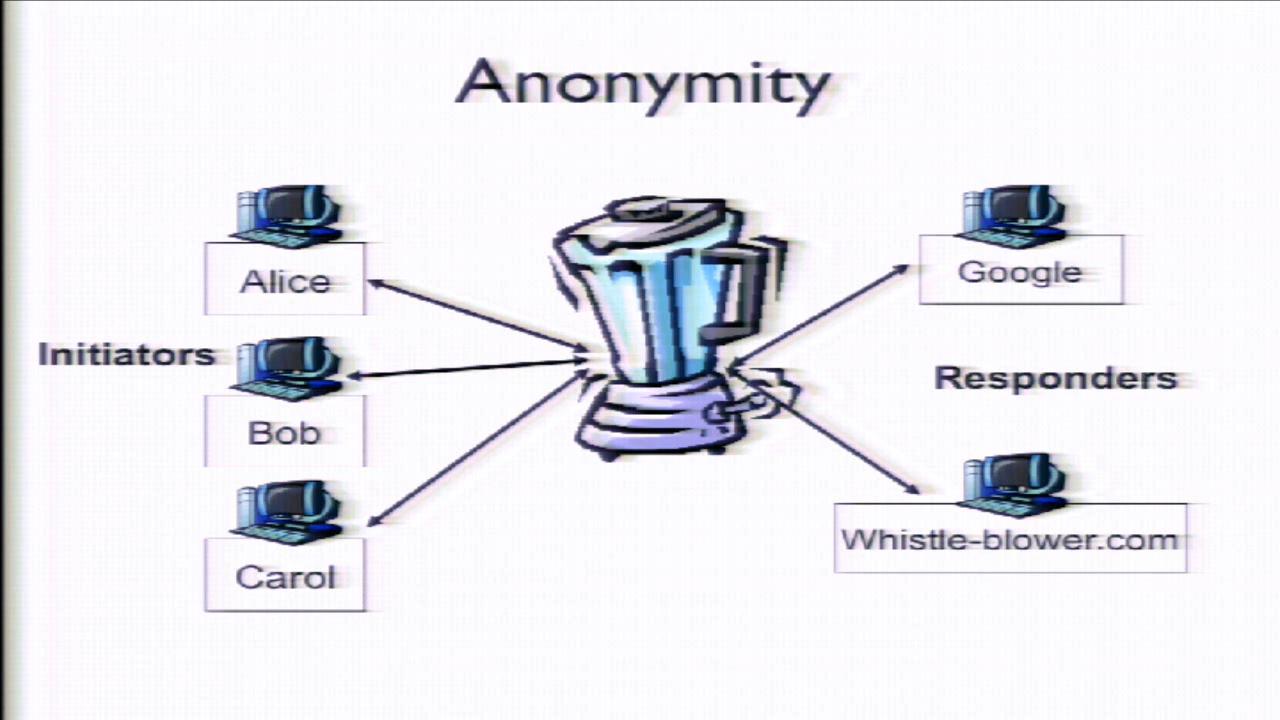 Anonymity
Alice
Initiators
Bob
Carol
Google
Responders
Whistle-blower.com